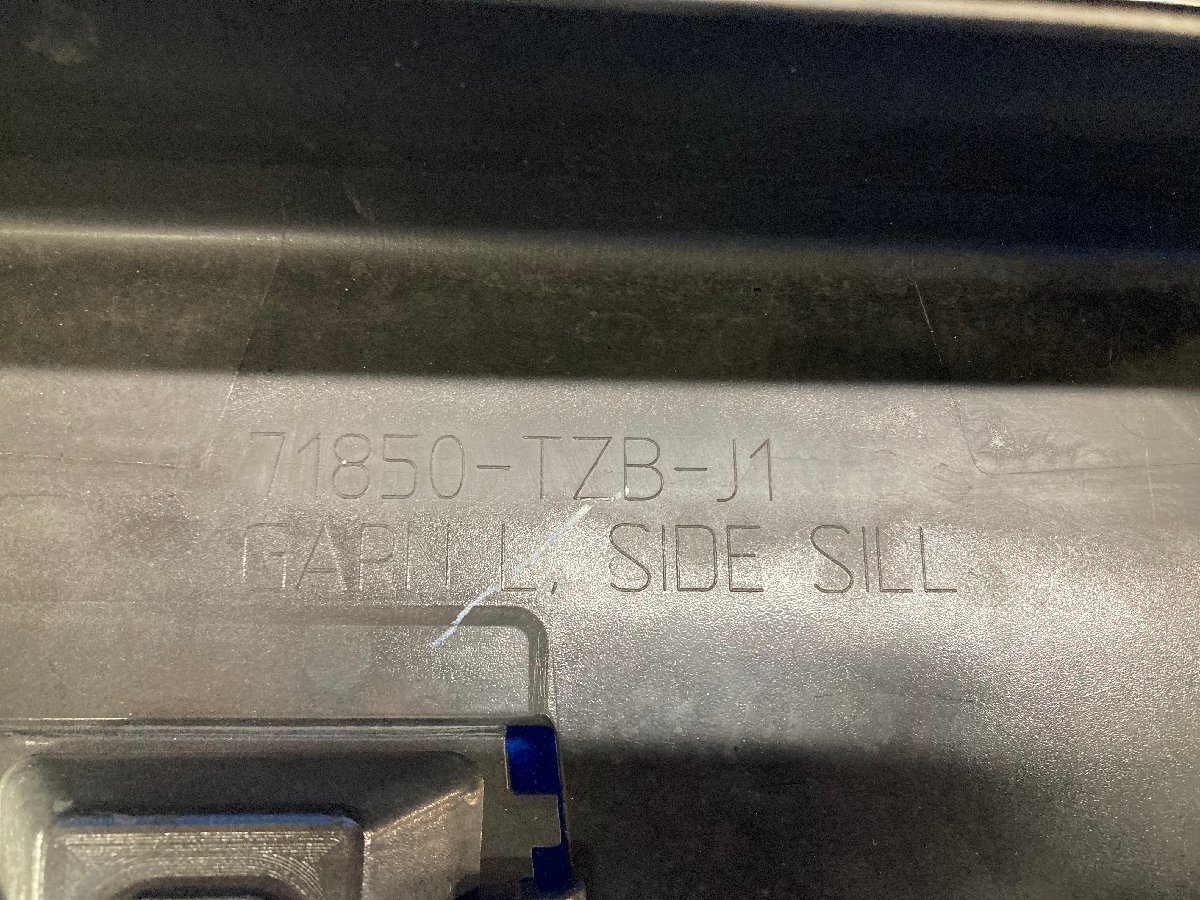 71850-TZB-J1
GARN L, SIDE SILL